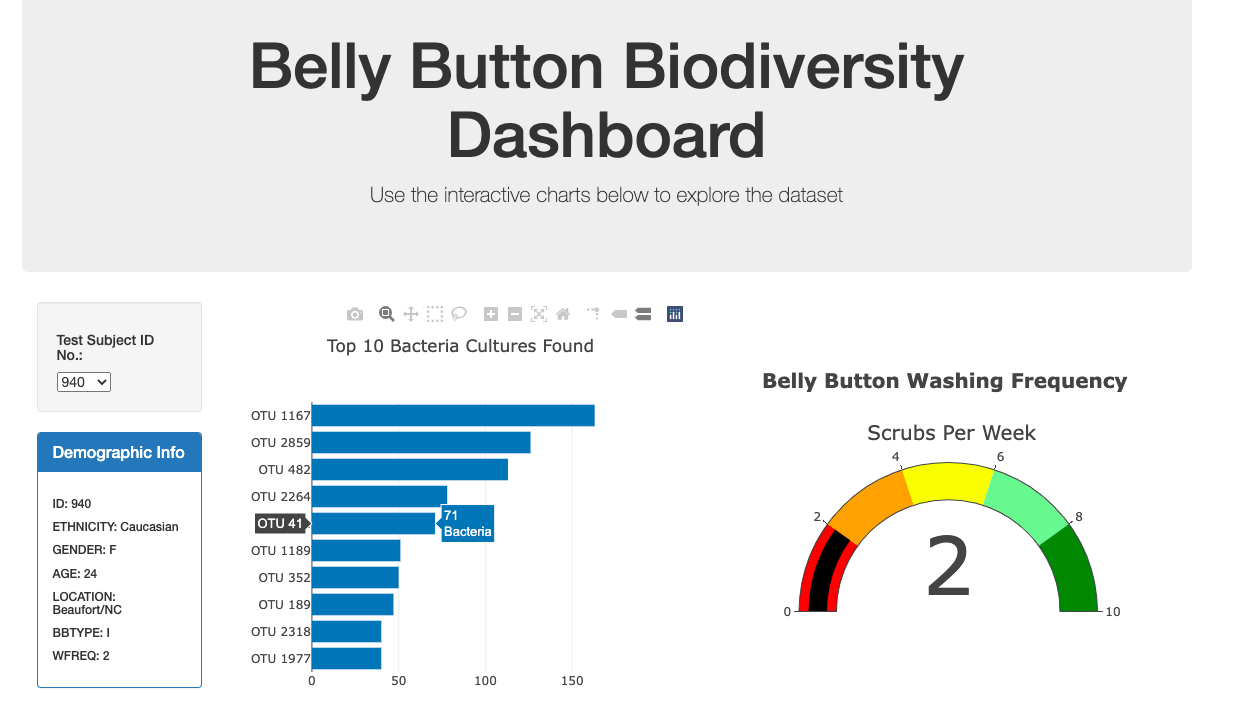 Belly Button Biodiversity
Dashboard
Use the interactive charts below to explore the dataset
Test Subject ID
No.:
940
Demographic Info
ID: 940
ETHNICITY: Caucasian
GENDER: F
AGE: 24
LOCATION:
Beaufort/NC
BBTYPE: I
WFREQ: 2
Top 10 Bacteria Cultures Found
OTU 1167
OTU 2859
OTU 482
OTU 2264
OTU 41
71
Bacteria
OTU 1189
OTU 352
OTU 189
OTU 2318
OTU 1977
0 50 100 150
Belly Button Washing Frequency
Scrubs Per Week
4 6
2 8
2
0 10